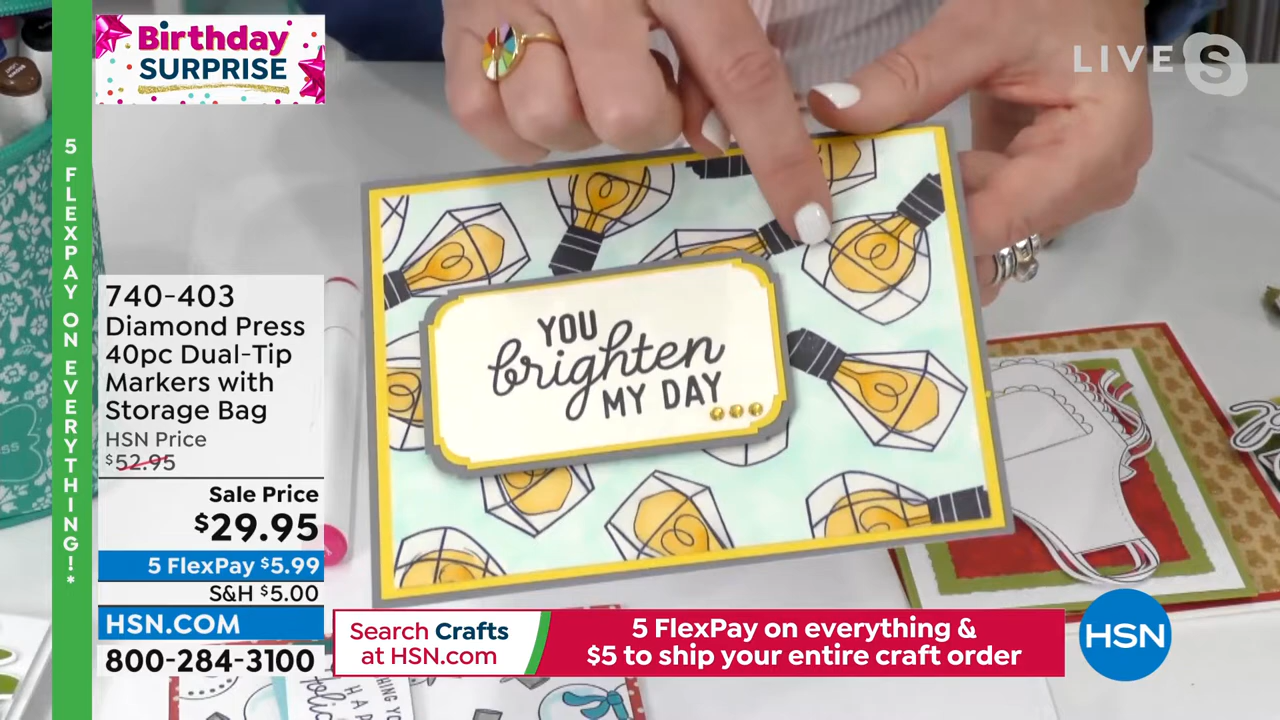 Birthday
SURPRISE
LIVE S
5 FLEXPAY ON EVERYTHING!*
740-403
Diamond Press
40pc Dual-Tip
Markers with
Storage Bag
HSN Price
$52.95
Sale Price
$29.95
5 FlexPay $5.99
S&H $5.00
HSN.COM
800-284-3100
YOU
brighten
MY DAY
Search Crafts
at HSN.com
5 FlexPay on everything &
$5 to ship your entire craft order
HSN